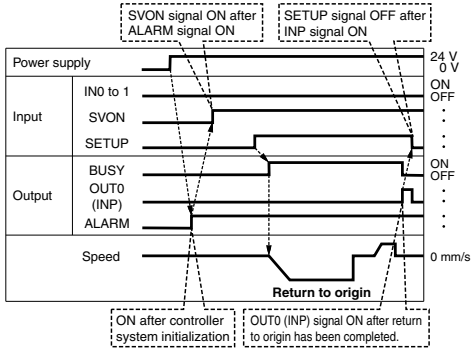 SVON signal ON after
ALARM signal ON
SETUP signal OFF after
INP signal ON
Power supply
24 V
0 V
Input
IN0 to 1
ON
OFF
SVON
SETUP
Output
BUSY
ON
OFF
OUT0
(INP)
ALARM
Speed
0 mm/s
Return to origin
ON after controller
system initialization
OUT0 (INP) signal ON after return
to origin has been completed.